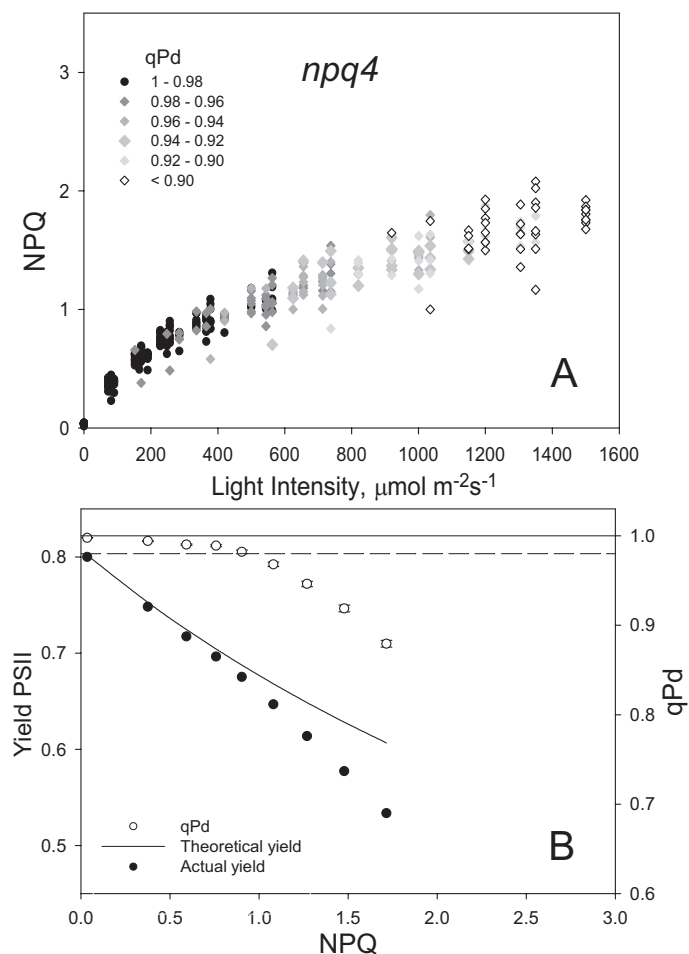 npq4
qPd
1 - 0.98
0.98 - 0.96
0.96 - 0.94
0.94 - 0.92
0.92 - 0.90
< 0.90
NPQ
3
2
1
0
A
0 200 400 600 800 1000 1200 1400 1600
Light Intensity, μmol m-2s-1
Yield PSII
0.8
0.7
0.6
0.5
qPd
1.0
0.9
0.8
0.7
0.6
qPd
Theoretical yield
Actual yield
B
0.0 0.5 1.0 1.5 2.0 2.5 3.0
NPQ